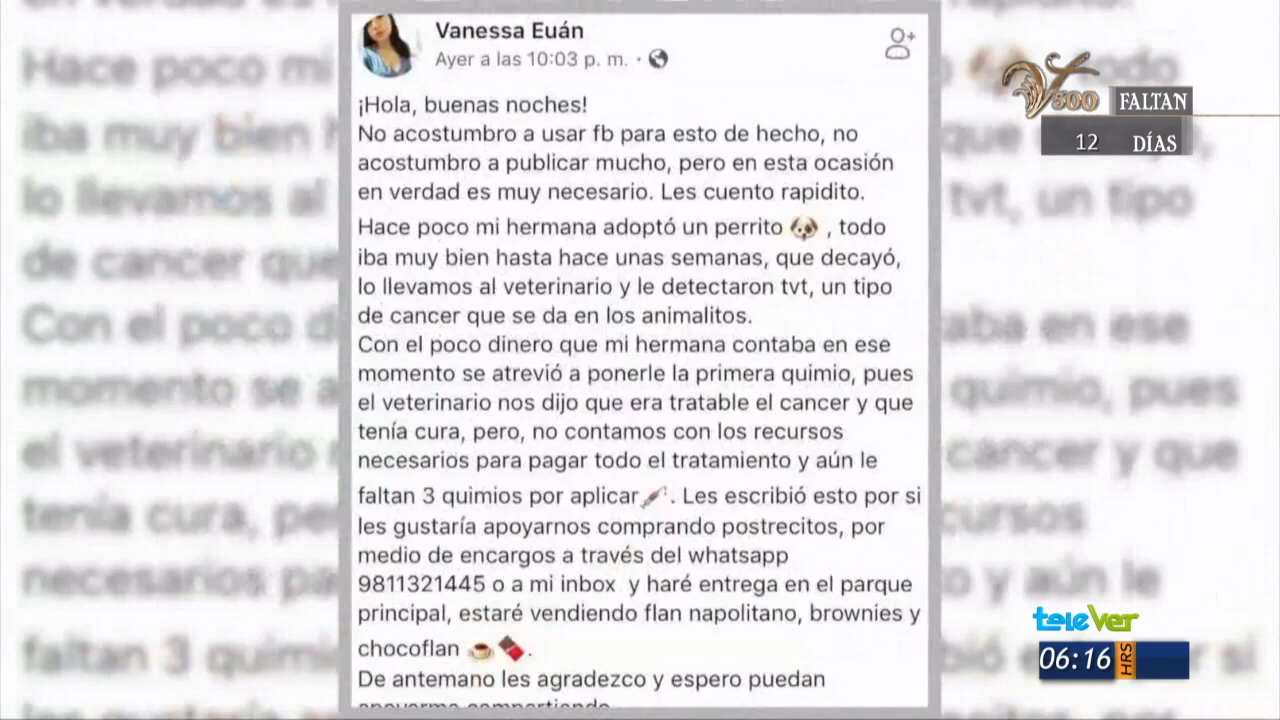 Vanessa Euán
Ayer a las 10:03 p. m. ·
¡Hola, buenas noches!
No acostumbro a usar fb para esto de hecho, no
acostumbro a publicar mucho, pero en esta ocasión
en verdad es muy necesario. Les cuento rapidito.
Hace poco mi hermana adoptó un perrito 🐶 , todo
iba muy bien hasta hace unas semanas, que decayó,
lo llevamos al veterinario y le detectaron tvt, un tipo
de cancer que se da en los animalitos.
Con el poco dinero que mi hermana contaba en ese
momento se atrevió a ponerle la primera quimio, pues
el veterinario nos dijo que era tratable el cancer y que
tenía cura, pero, no contamos con los recursos
necesarios para pagar todo el tratamiento y aún le
faltan 3 quimios por aplicar💉. Les escribió esto por si
les gustaría apoyarnos comprando postrecitos, por
medio de encargos a través del whatsapp
9811321445 o a mi inbox y haré entrega en el parque
principal, estaré vendiendo flan napolitano, brownies y
chocoflan ☕🍫.
De antemano les agradezco y espero puedan
apoyarme compartiendo.
V500
FALTAN
12 DÍAS
teleVer
06:16 HRS